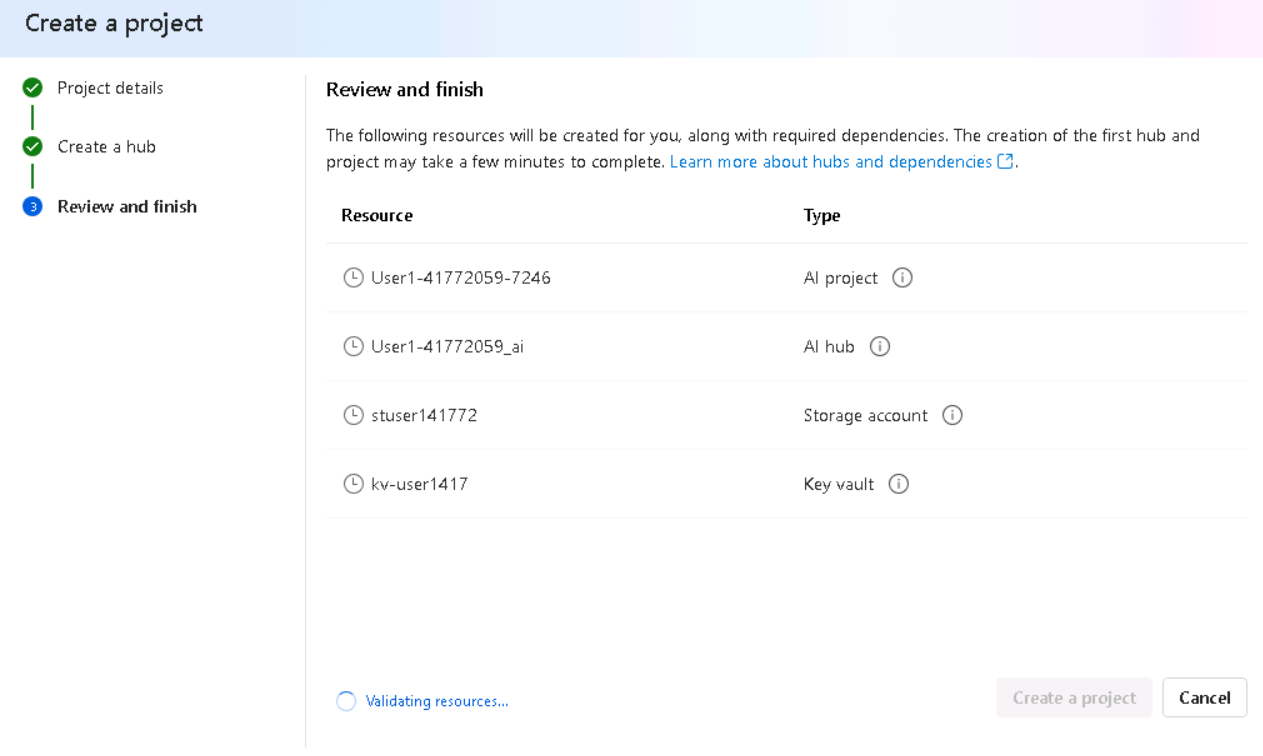 Create a project
Project details
Create a hub
3 Review and finish
Review and finish
The following resources will be created for you, along with required dependencies. The creation of the first hub and
project may take a few minutes to complete. Learn more about hubs and dependencies.
Resource Type
User1-41772059-7246 AI project
User1-41772059_ai AI hub
stuser141772 Storage account
kv-user1417 Key vault
Validating resources...
Create a project Cancel